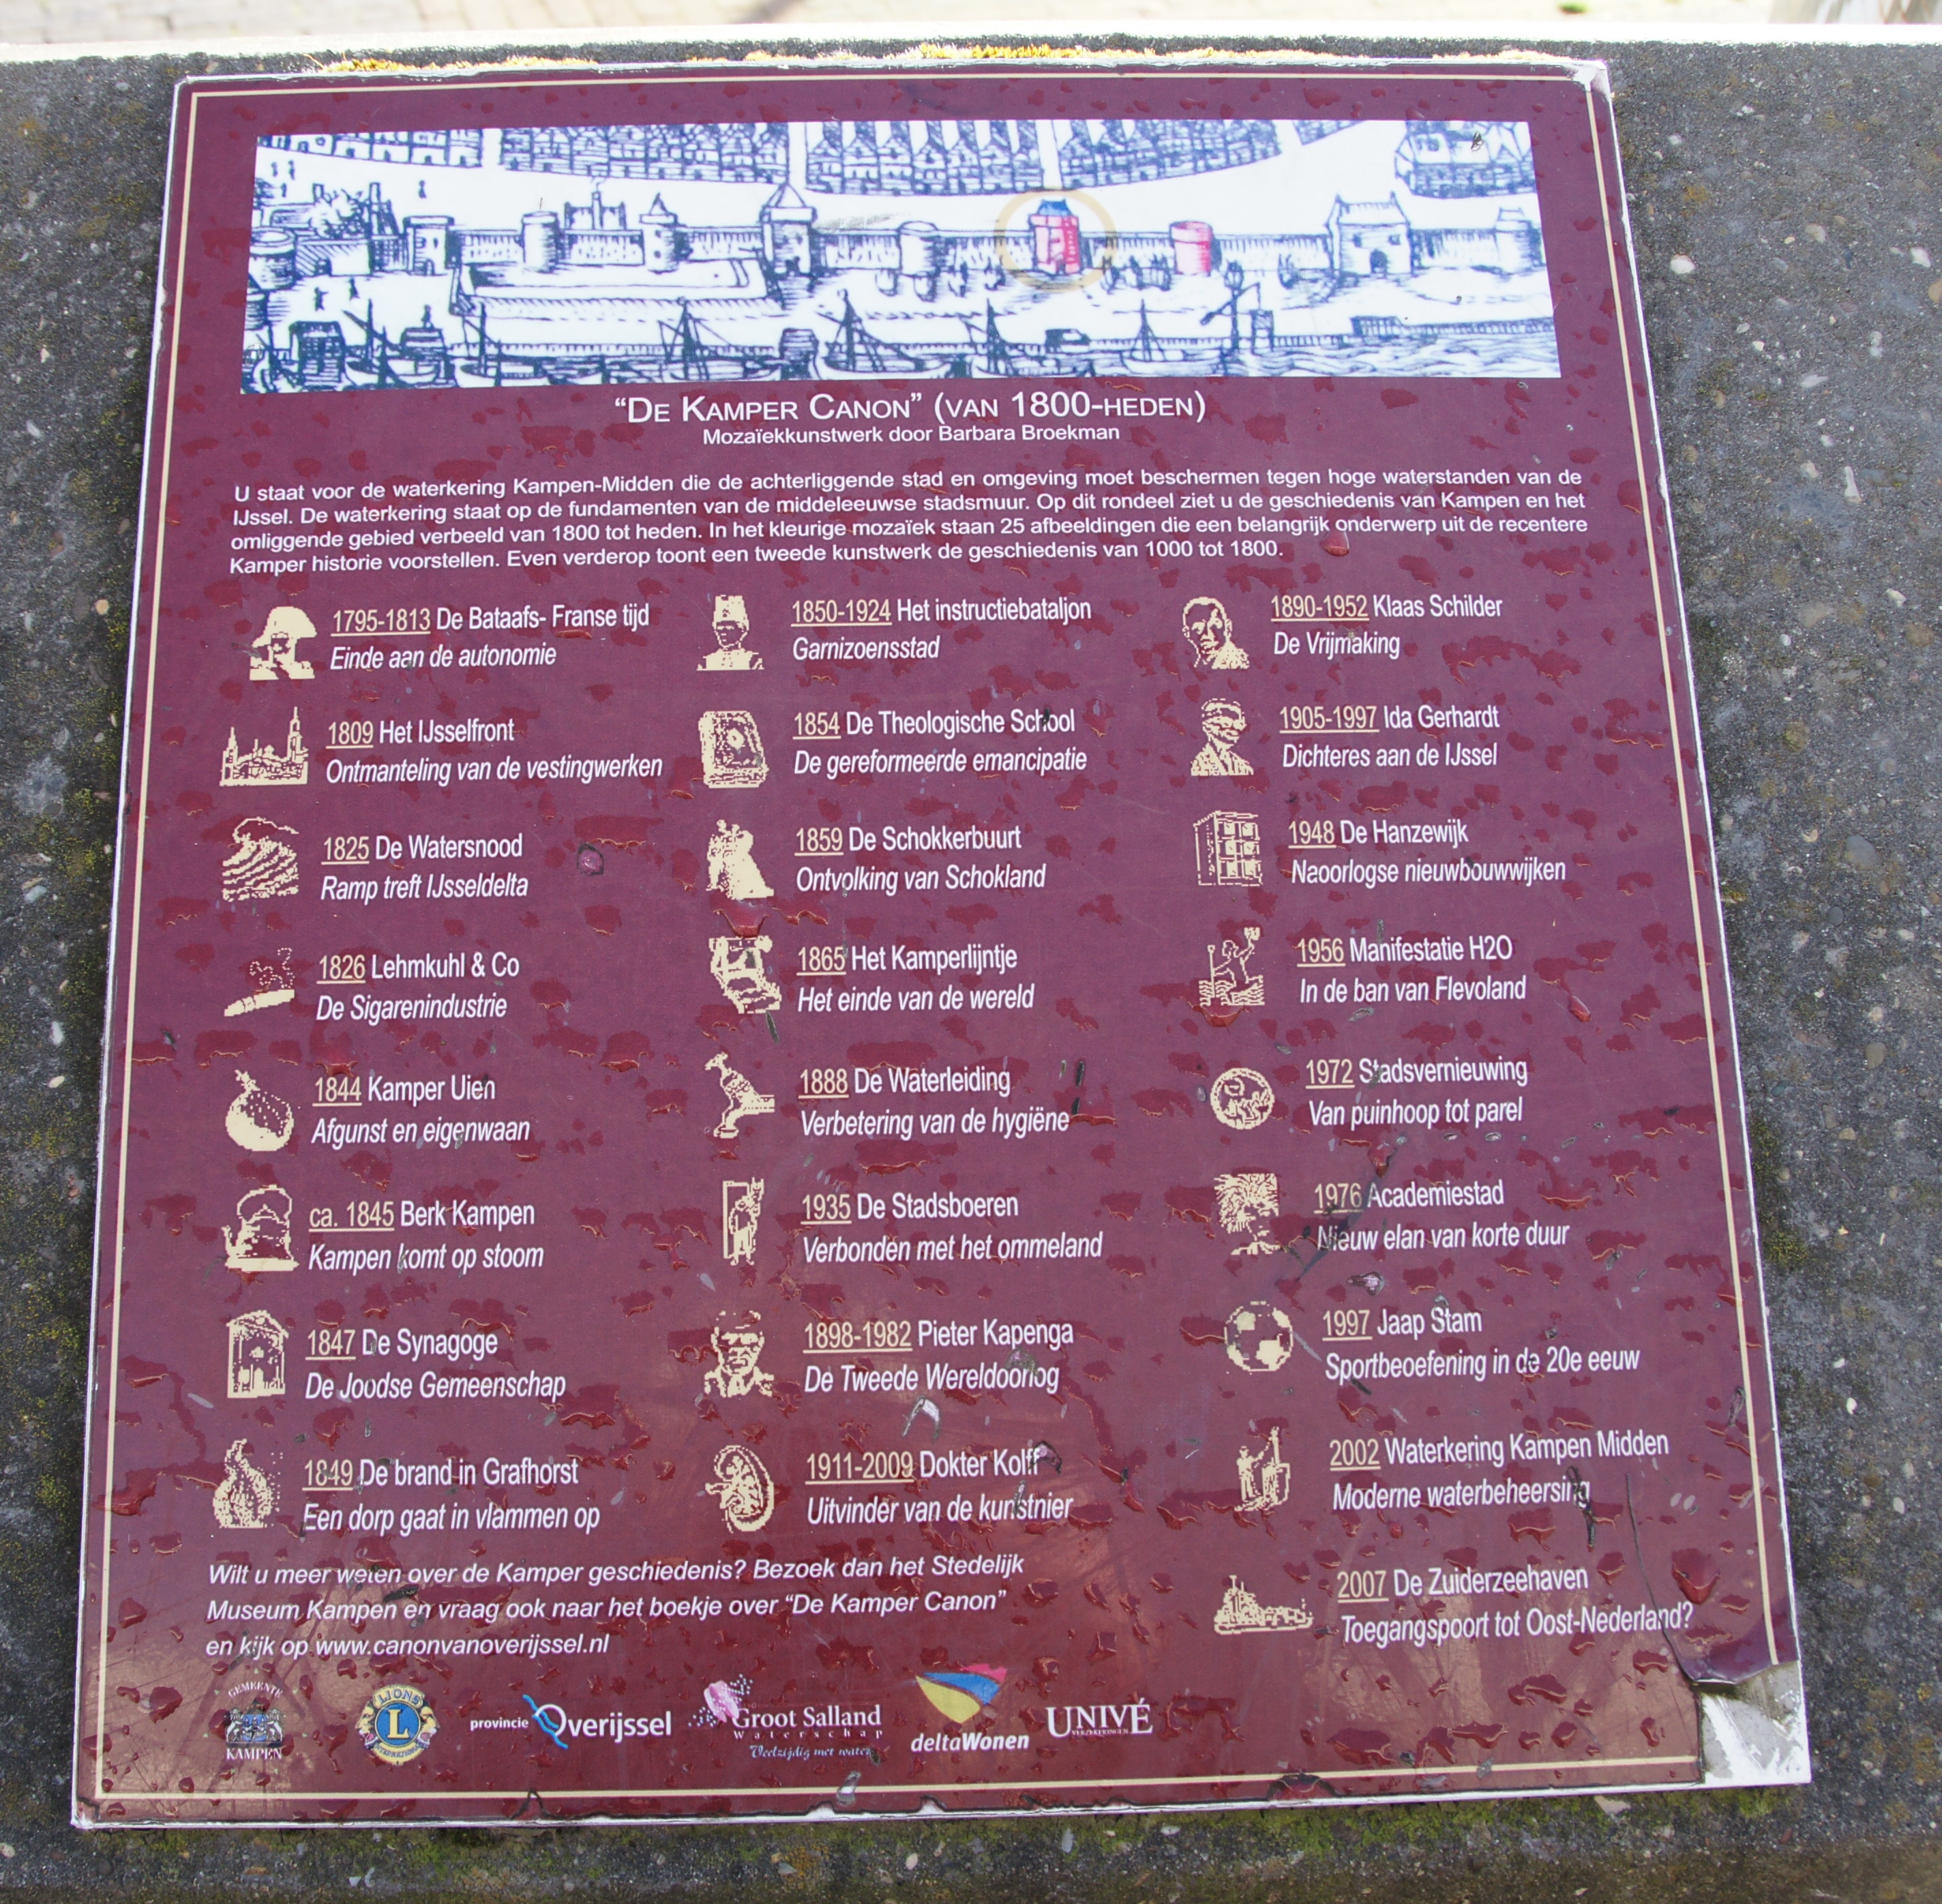 “DE KAMPER CANON” (VAN 1800-HEDEN)
Mozaïekkunstwerk door Barbara Broekman
U staat voor de waterkering Kampen-Midden die de achterliggende stad en omgeving moet beschermen tegen hoge waterstanden van de
IJssel. De waterkering staat op de fundamenten van de middeleeuwse stadsmuur. Op dit rondeel ziet u de geschiedenis van Kampen en het
omliggende gebied verbeeld van 1800 tot heden. In het kleurige mozaïek staan 25 afbeeldingen die een belangrijk onderwerp uit de recentere
Kamper historie voorstellen. Even verderop toont een tweede kunstwerk de geschiedenis van 1000 tot 1800.
1795-1813 De Bataafs- Franse tijd
Einde aan de autonomie
1809 Het IJsselfront
Ontmanteling van de vestingwerken
1825 De Watersnood
Ramp treft IJsseldelta
1826 Lehmkuhl & Co
De Sigarenindustrie
1844 Kamper Uien
Afgunst en eigenwaan
ca. 1845 Berk Kampen
Kampen komt op stoom
1847 De Synagoge
De Joodse Gemeenschap
1849 De brand in Grafhorst
Een dorp gaat in vlammen op
1850-1924 Het instructiebataljon
Garnizoensstad
1854 De Theologische School
De gereformeerde emancipatie
1859 De Schokkerbuurt
Ontvolking van Schokland
1865 Het Kamperlijntje
Het einde van de wereld
1888 De Waterleiding
Verbetering van de hygiëne
1935 De Stadsboeren
Verbonden met het ommeland
1898-1982 Pieter Kapenga
De Tweede Wereldoorlog
1911-2009 Dokter Kolff
Uitvinder van de kunstnier
1890-1952 Klaas Schilder
De Vrijmaking
1905-1997 Ida Gerhardt
Dichteres aan de IJssel
1948 De Hanzewijk
Naoorlogse nieuwbouwwijken
1956 Manifestatie H2O
In de ban van Flevoland
1972 Stadsvernieuwing
Van puinhoop tot parel
1976 Academiestad
Nieuw elan van korte duur
1997 Jaap Stam
Sportbeoefening in de 20e eeuw
2002 Waterkering Kampen Midden
Moderne waterbeheersing
2007 De Zuiderzeehaven
Toegangspoort tot Oost-Nederland?
Wilt u meer weten over de Kamper geschiedenis? Bezoek dan het Stedelijk
Museum Kampen en vraag ook naar het boekje over “De Kamper Canon”
en kijk op www.canonvanoverijssel.nl
GEMEENTE
KAMPEN
LIONS
L
INTERNATIONAL
provincie Overijssel
Groot Salland
Waterschap
Veelzijdig met water
deltaWonen
UNIVÉ
VERZEKERINGEN